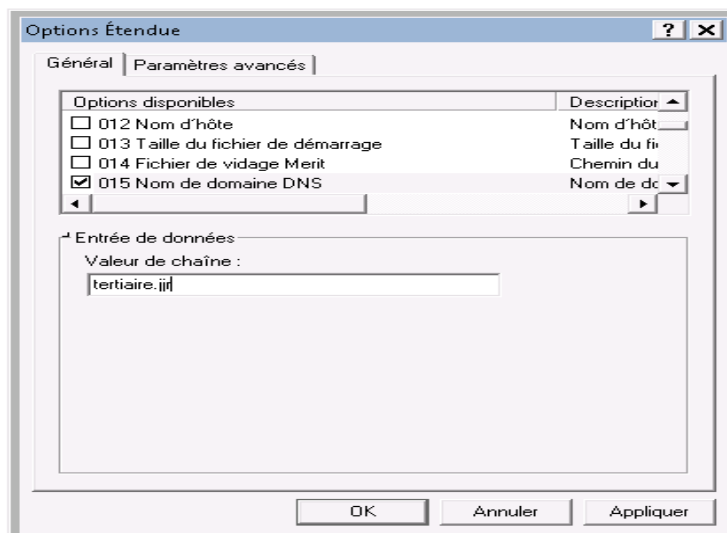 Options Étendue
Général Paramètres avancés
Options disponibles Description
012 Nom d'hôte Nom d'hôt
013 Taille du fichier de démarrage Taille du fi
014 Fichier de vidage Merit Chemin du
015 Nom de domaine DNS Nom de dc
Entrée de données
Valeur de chaîne :
tertiaire.jjr
OK Annuler Appliquer